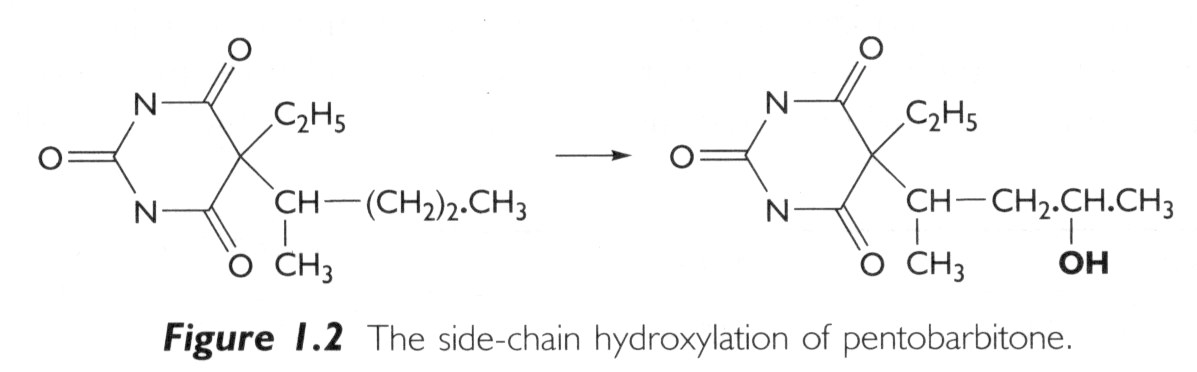 O O
N C₂H₅ N C₂H₅
O O
N CH—(CH₂)₂.CH₃ N CH—CH₂.CH.CH₃
O CH₃ O CH₃ OH
Figure 1.2 The side-chain hydroxylation of pentobarbitone.